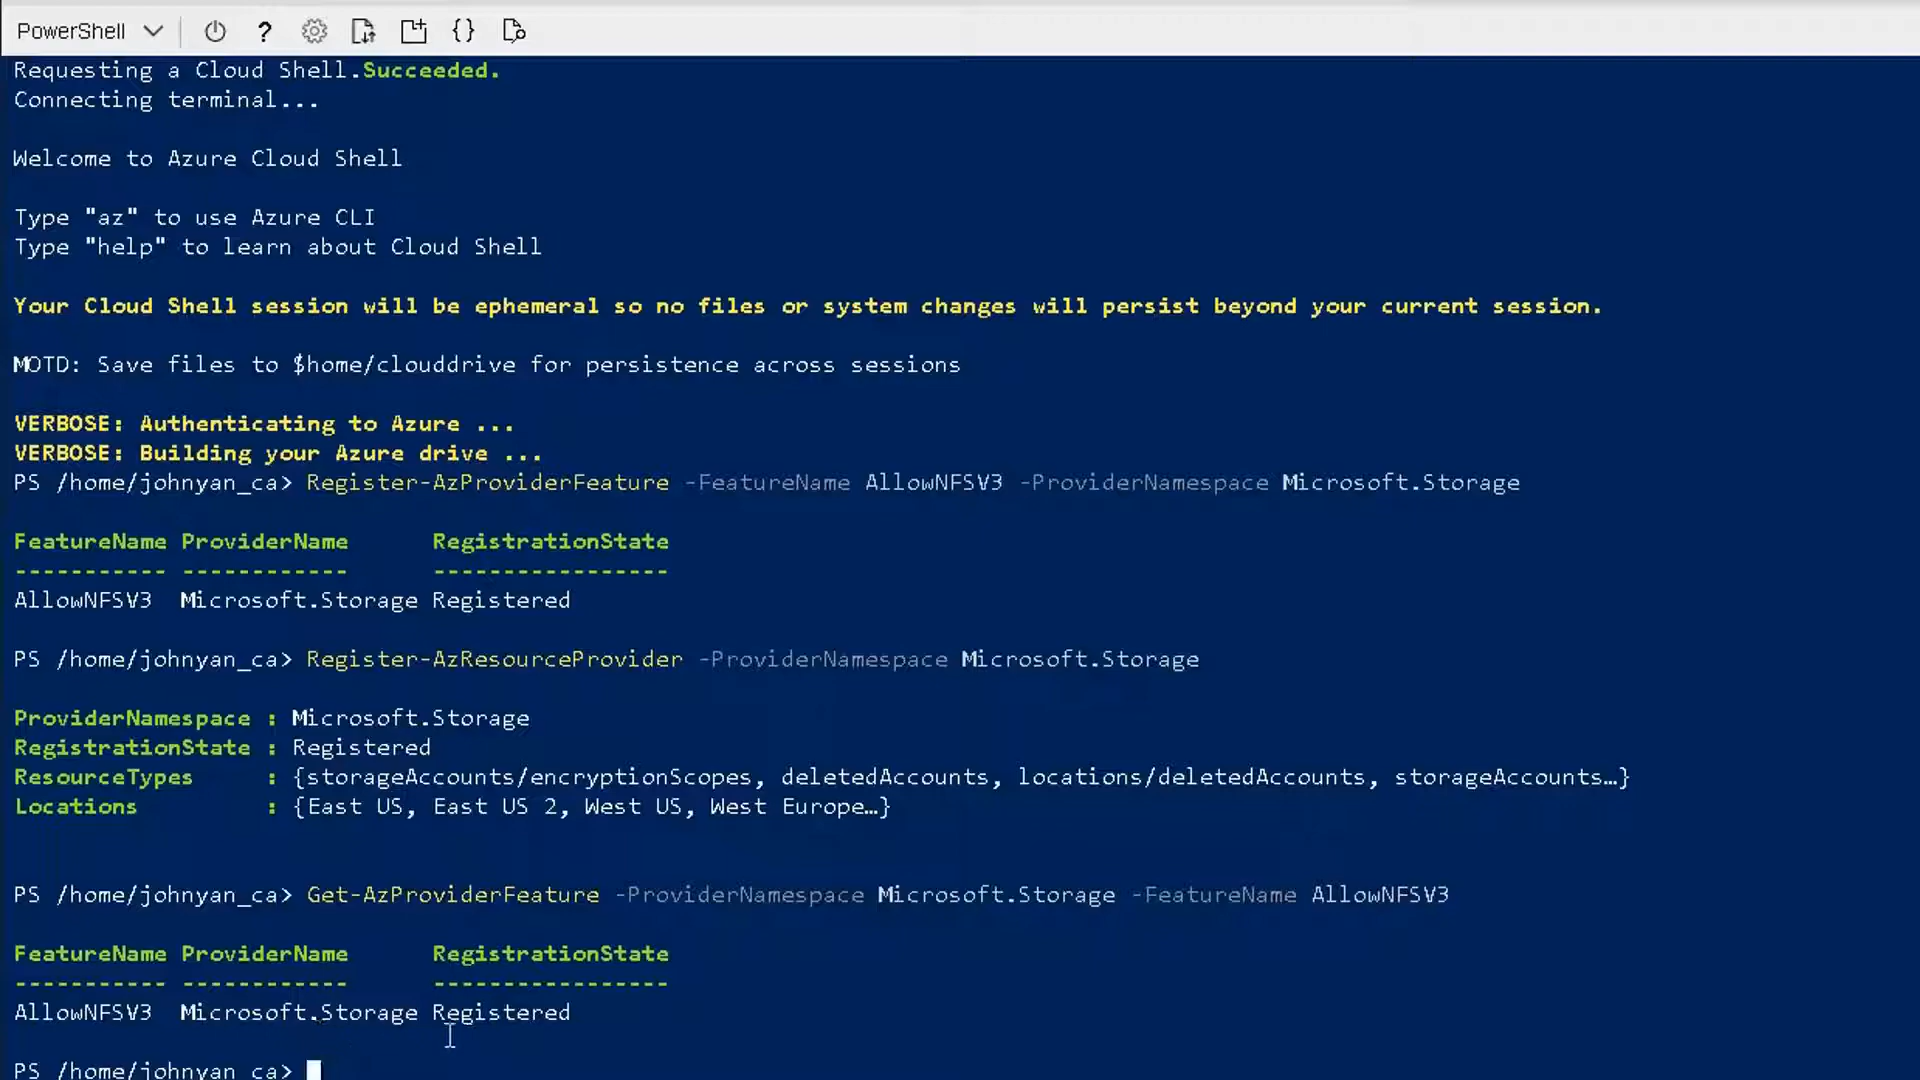 PowerShell
Requesting a Cloud Shell.Succeeded.
Connecting terminal...
Welcome to Azure Cloud Shell
Type "az" to use Azure CLI
Type "help" to learn about Cloud Shell
Your Cloud Shell session will be ephemeral so no files or system changes will persist beyond your current session.
MOTD: Save files to $home/clouddrive for persistence across sessions
VERBOSE: Authenticating to Azure ...
VERBOSE: Building your Azure drive ...
PS /home/johnyan_ca> Register-AzProviderFeature -FeatureName AllowNFSV3 -ProviderNamespace Microsoft.Storage
FeatureName ProviderName      RegistrationState
----------- ------------      -----------------
AllowNFSV3  Microsoft.Storage Registered
PS /home/johnyan_ca> Register-AzResourceProvider -ProviderNamespace Microsoft.Storage
ProviderNamespace : Microsoft.Storage
RegistrationState : Registered
ResourceTypes     : {storageAccounts/encryptionScopes, deletedAccounts, locations/deletedAccounts, storageAccounts…}
Locations         : {East US, East US 2, West US, West Europe…}
PS /home/johnyan_ca> Get-AzProviderFeature -ProviderNamespace Microsoft.Storage -FeatureName AllowNFSV3
FeatureName ProviderName      RegistrationState
----------- ------------      -----------------
AllowNFSV3  Microsoft.Storage Registered
PS /home/johnyan_ca>